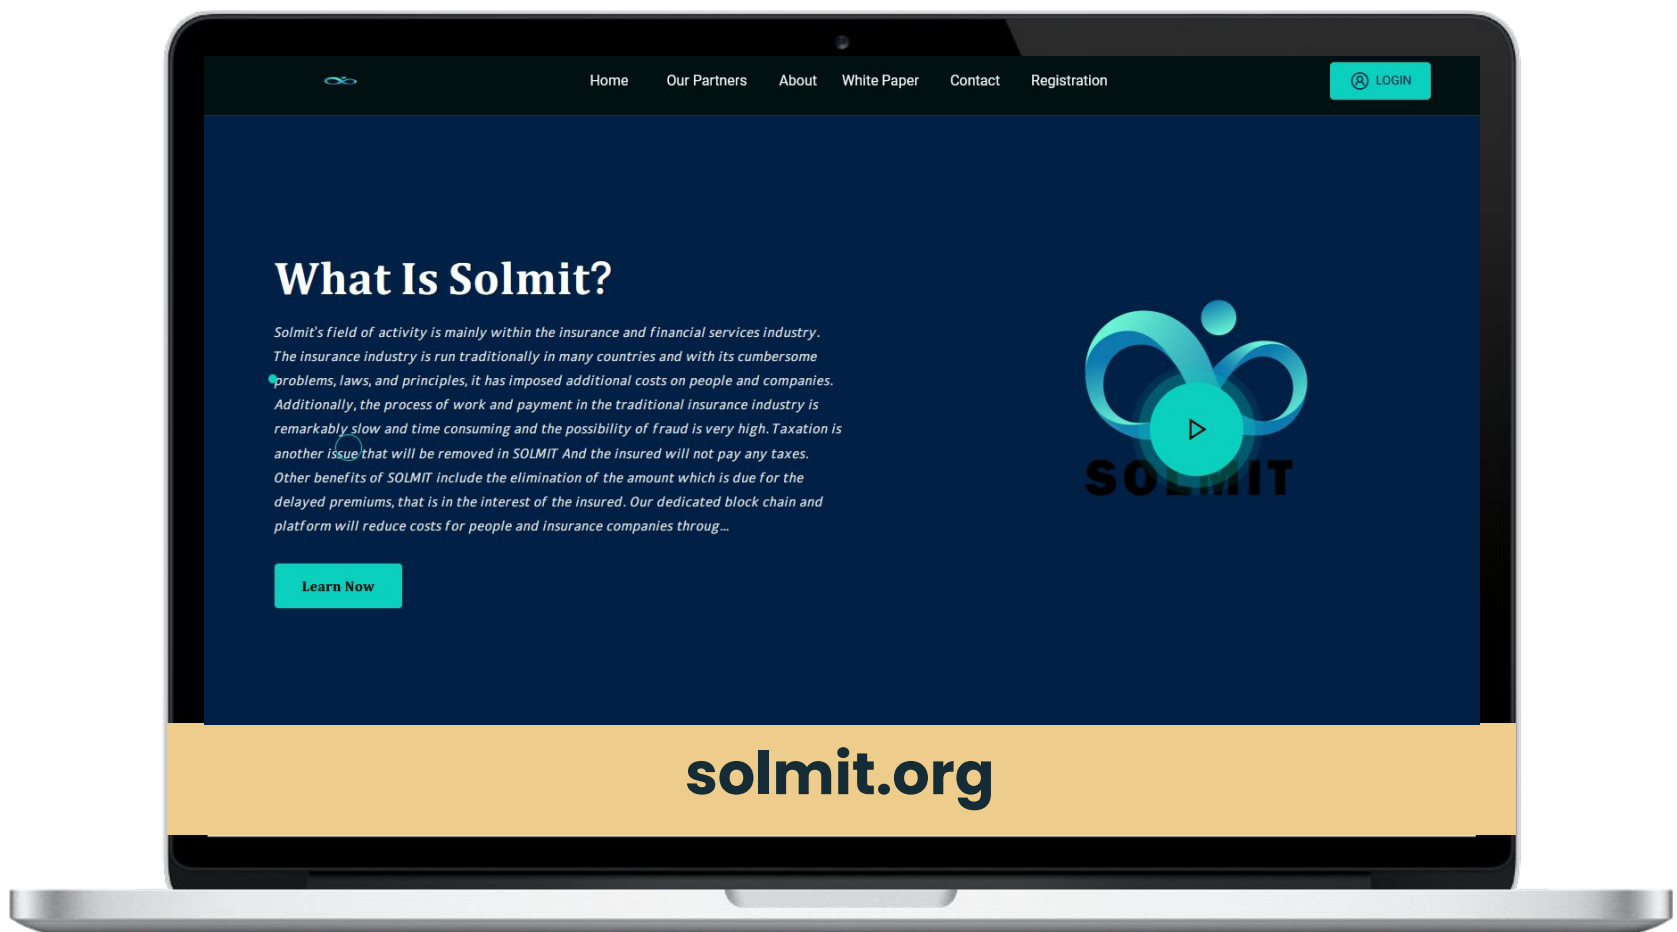 Home Our Partners About White Paper Contact Registration LOGIN
What Is Solmit?
Solmit's field of activity is mainly within the insurance and financial services industry.
The insurance industry is run traditionally in many countries and with its cumbersome
problems, laws, and principles, it has imposed additional costs on people and companies.
Additionally, the process of work and payment in the traditional insurance industry is
remarkably slow and time consuming and the possibility of fraud is very high. Taxation is
another issue that will be removed in SOLMIT And the insured will not pay any taxes.
Other benefits of SOLMIT include the elimination of the amount which is due for the
delayed premiums, that is in the interest of the insured. Our dedicated block chain and
platform will reduce costs for people and insurance companies throug...
Learn Now
SOLMIT
solmit.org